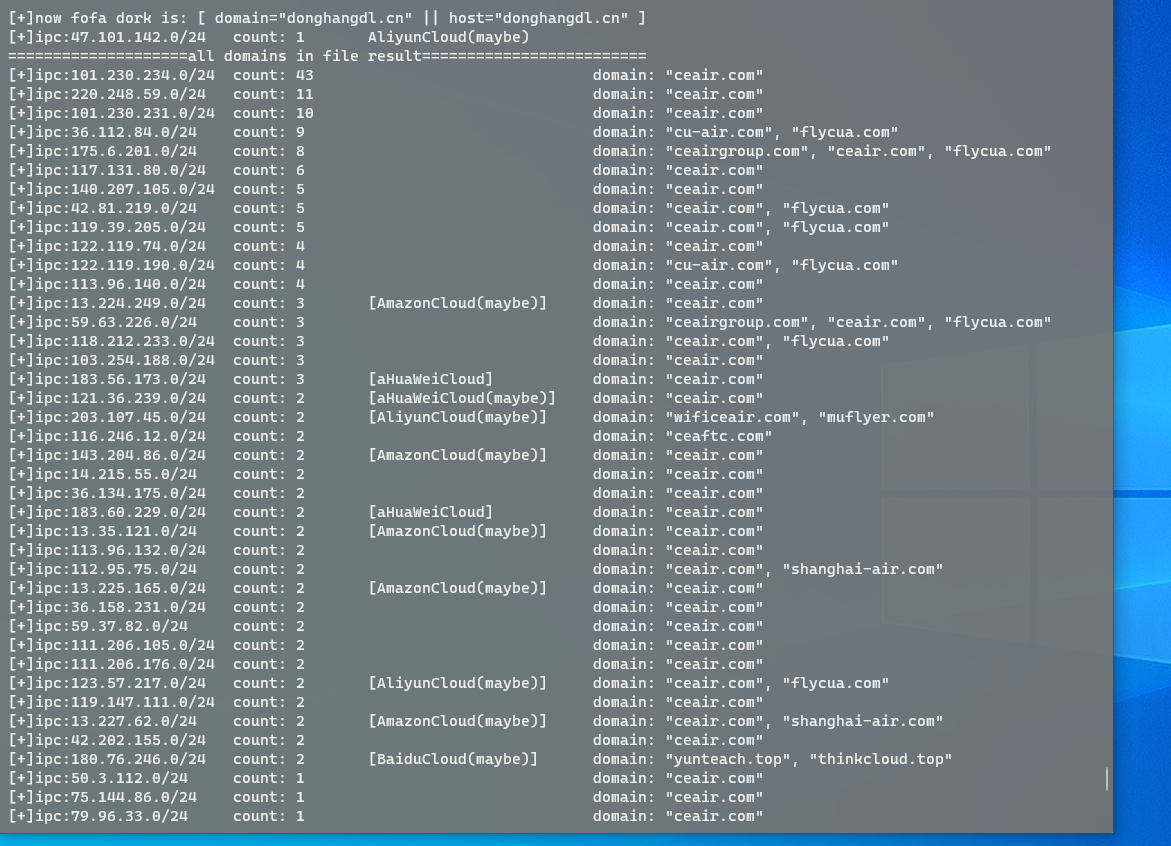 [+]now fofa dork is: [ domain="donghangdl.cn" || host="donghangdl.cn" ]
[+]ipc:47.101.142.0/24   count: 1       AliyunCloud(maybe)
====================all domains in file result=========================
[+]ipc:101.230.234.0/24  count: 43                               domain: "ceair.com"
[+]ipc:220.248.59.0/24   count: 11                               domain: "ceair.com"
[+]ipc:101.230.231.0/24  count: 10                               domain: "ceair.com"
[+]ipc:36.112.84.0/24    count: 9                                domain: "cu-air.com", "flycua.com"
[+]ipc:175.6.201.0/24    count: 8                                domain: "ceairgroup.com", "ceair.com", "flycua.com"
[+]ipc:117.131.80.0/24   count: 6                                domain: "ceair.com"
[+]ipc:140.207.105.0/24  count: 5                                domain: "ceair.com"
[+]ipc:42.81.219.0/24    count: 5                                domain: "ceair.com", "flycua.com"
[+]ipc:119.39.205.0/24   count: 5                                domain: "ceair.com", "flycua.com"
[+]ipc:122.119.74.0/24   count: 4                                domain: "ceair.com"
[+]ipc:122.119.190.0/24  count: 4                                domain: "cu-air.com", "flycua.com"
[+]ipc:113.96.140.0/24   count: 4                                domain: "ceair.com"
[+]ipc:13.224.249.0/24   count: 3       [AmazonCloud(maybe)]     domain: "ceair.com"
[+]ipc:59.63.226.0/24    count: 3                                domain: "ceairgroup.com", "ceair.com", "flycua.com"
[+]ipc:118.212.233.0/24  count: 3                                domain: "ceair.com", "flycua.com"
[+]ipc:103.254.188.0/24  count: 3                                domain: "ceair.com"
[+]ipc:183.56.173.0/24   count: 3       [aHuaWeiCloud]           domain: "ceair.com"
[+]ipc:121.36.239.0/24   count: 2       [aHuaWeiCloud(maybe)]    domain: "ceair.com"
[+]ipc:203.107.45.0/24   count: 2       [AliyunCloud(maybe)]     domain: "wificeair.com", "muflyer.com"
[+]ipc:116.246.12.0/24   count: 2                                domain: "ceaftc.com"
[+]ipc:143.204.86.0/24   count: 2       [AmazonCloud(maybe)]     domain: "ceair.com"
[+]ipc:14.215.55.0/24    count: 2                                domain: "ceair.com"
[+]ipc:36.134.175.0/24   count: 2                                domain: "ceair.com"
[+]ipc:183.60.229.0/24   count: 2       [aHuaWeiCloud]           domain: "ceair.com"
[+]ipc:13.35.121.0/24    count: 2       [AmazonCloud(maybe)]     domain: "ceair.com"
[+]ipc:113.96.132.0/24   count: 2                                domain: "ceair.com"
[+]ipc:112.95.75.0/24    count: 2                                domain: "ceair.com", "shanghai-air.com"
[+]ipc:13.225.165.0/24   count: 2       [AmazonCloud(maybe)]     domain: "ceair.com"
[+]ipc:36.158.231.0/24   count: 2                                domain: "ceair.com"
[+]ipc:59.37.82.0/24     count: 2                                domain: "ceair.com"
[+]ipc:111.206.105.0/24  count: 2                                domain: "ceair.com"
[+]ipc:111.206.176.0/24  count: 2                                domain: "ceair.com"
[+]ipc:123.57.217.0/24   count: 2       [AliyunCloud(maybe)]     domain: "ceair.com", "flycua.com"
[+]ipc:119.147.111.0/24  count: 2                                domain: "ceair.com"
[+]ipc:13.227.62.0/24    count: 2       [AmazonCloud(maybe)]     domain: "ceair.com", "shanghai-air.com"
[+]ipc:42.202.155.0/24   count: 2                                domain: "ceair.com"
[+]ipc:180.76.246.0/24   count: 2       [BaiduCloud(maybe)]      domain: "yunteach.top", "thinkcloud.top"
[+]ipc:50.3.112.0/24     count: 1                                domain: "ceair.com"
[+]ipc:75.144.86.0/24    count: 1                                domain: "ceair.com"
[+]ipc:79.96.33.0/24     count: 1                                domain: "ceair.com"